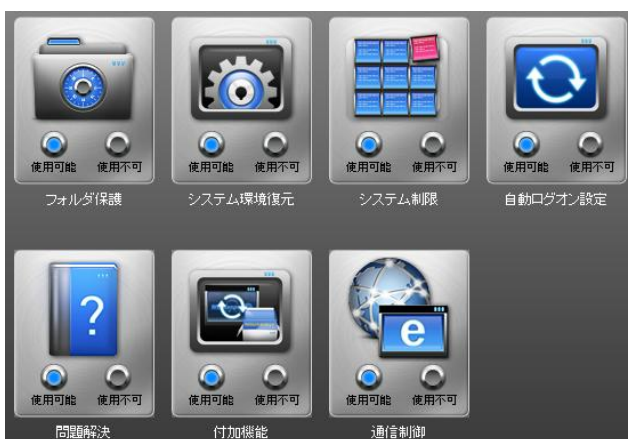 使用可能 使用不可 使用可能 使用不可 使用可能 使用不可 使用可能 使用不可
フォルダ保護 システム環境復元 システム制限 自動ログオン設定
?
e
使用可能 使用不可 使用可能 使用不可 使用可能 使用不可
問題解決 付加機能 通信制御